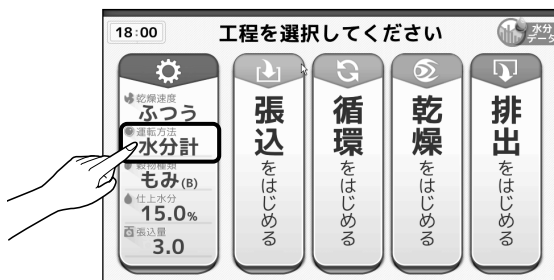 18:00
工程を選択してください
水分
データ
乾燥速度
ふつう
運転方法
水分計
穀物種類
もみ(B)
仕上水分
15.0%
張込量
3.0
張込をはじめる
循環をはじめる
乾燥をはじめる
排出をはじめる